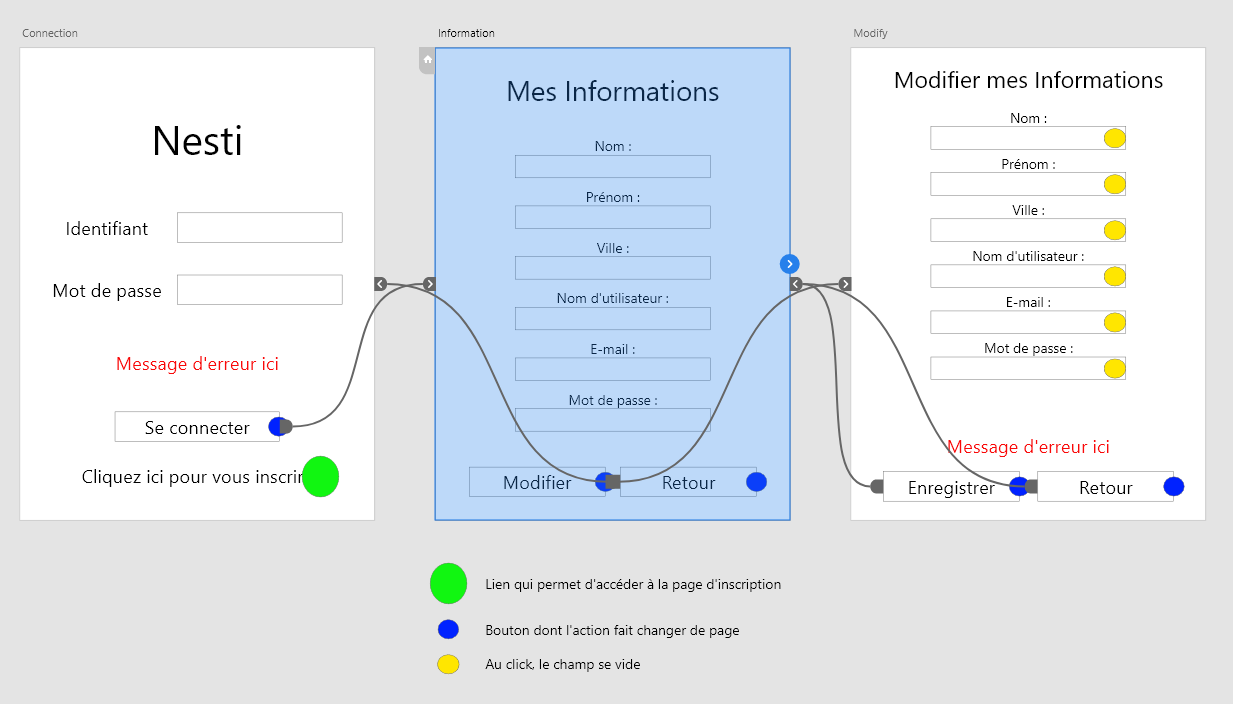 Connection
Nesti
Identifiant
Mot de passe
Message d'erreur ici
Se connecter
Cliquez ici pour vous inscrir
Information
Mes Informations
Nom :
Prénom :
Ville :
Nom d'utilisateur :
E-mail :
Mot de passe :
Modifier
Retour
Modify
Modifier mes Informations
Nom :
Prénom :
Ville :
Nom d'utilisateur :
E-mail :
Mot de passe :
Message d'erreur ici
Enregistrer
Retour
Lien qui permet d'accéder à la page d'inscription
Bouton dont l'action fait changer de page
Au click, le champ se vide